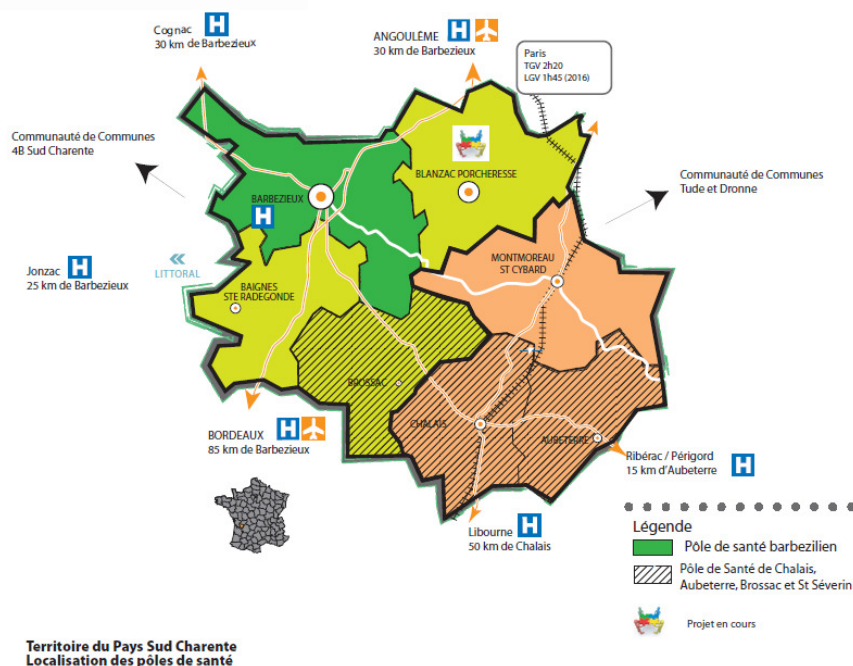 Cognac H
30 km de Barbezieux
ANGOULÊME H
30 km de Barbezieux
Paris
TGV 2h20
LGV 1h45 (2016)
Communauté de Communes
4B Sud Charente
Communauté de Communes
Tude et Dronne
BLANZAC PORCHERESSE
BARBEZIEUX
H
MONTMOREAU
ST CYBARD
Jonzac H
25 km de Barbezieux
«
LITTORAL
BAIGNES
STE RADEGONDE
BROSSAC
CHALAIS
AUBETERRE
BORDEAUX H
85 km de Barbezieux
Ribérac / Périgord H
15 km d'Aubeterre
Libourne H
50 km de Chalais
Légende
Pôle de santé barbezilien
Pôle de Santé de Chalais,
Aubeterre, Brossac et St Séverin
Projet en cours
Territoire du Pays Sud Charente
Localisation des pôles de santé